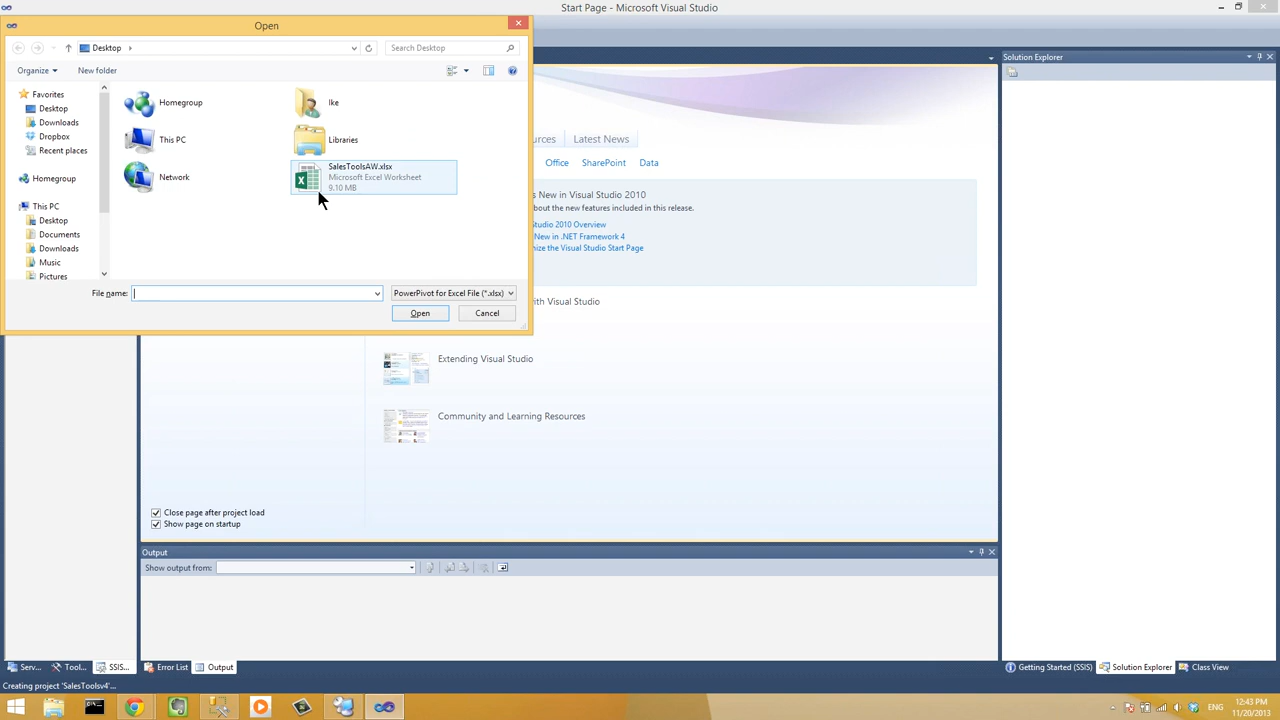 Start Page - Microsoft Visual Studio
Open
Desktop
Search Desktop
Organize
New folder
Favorites
Desktop
Downloads
Dropbox
Recent places
Homegroup
This PC
Desktop
Documents
Downloads
Music
Pictures
Homegroup
This PC
Network
Ike
Libraries
SalesToolsAW.xlsx
Microsoft Excel Worksheet
9.10 MB
File name:
PowerPivot for Excel File (*.xlsx)
Open
Cancel
Solution Explorer
urces
Latest News
Office
SharePoint
Data
s New in Visual Studio 2010
bout the new features included in this release.
Studio 2010 Overview
New in .NET Framework 4
ize the Visual Studio Start Page
ith Visual Studio
Extending Visual Studio
Community and Learning Resources
Close page after project load
Show page on startup
Output
Show output from:
Serv...
Tool...
SSIS...
Error List
Output
Getting Started (SSIS)
Solution Explorer
Class View
Creating project 'SalesToolsv4'...
ENG
12:43 PM
11/20/2013